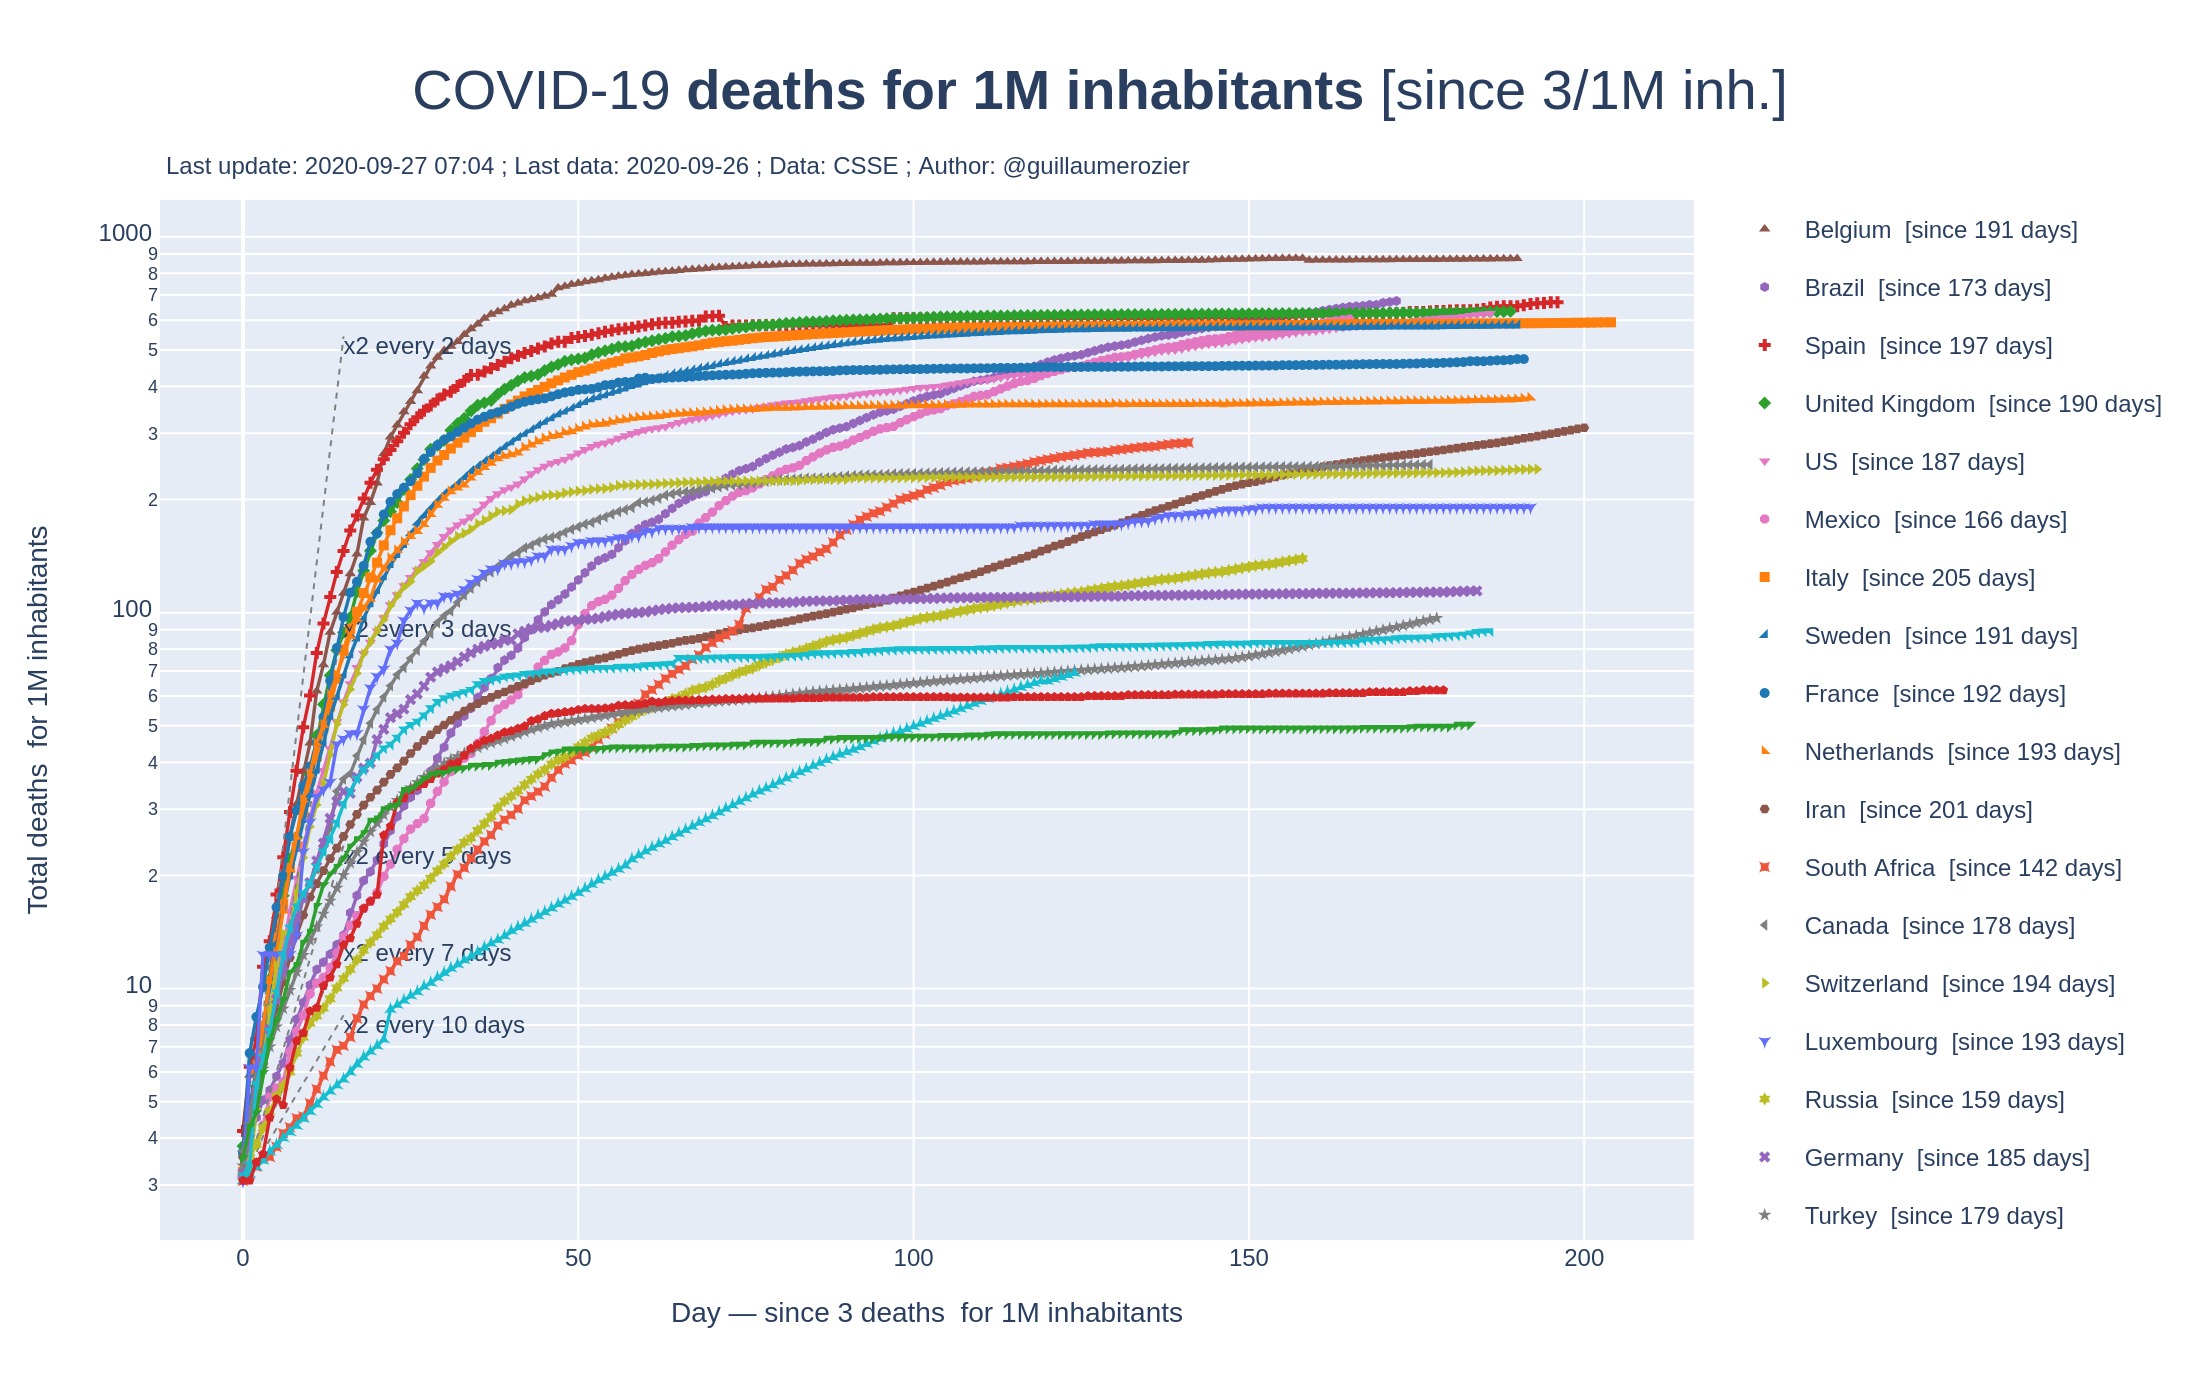 COVID-19 deaths for 1M inhabitants [since 3/1M inh.]
Last update: 2020-09-27 07:04 ; Last data: 2020-09-26 ; Data: CSSE ; Author: @guillaumerozier
Total deaths for 1M inhabitants
1000
9
8
7
6
5
4
3
2
100
9
8
7
6
5
4
3
2
10
9
8
7
6
5
4
3
x2 every 2 days
x2 every 3 days
x2 every 5 days
x2 every 7 days
x2 every 10 days
0 50 100 150 200
Day — since 3 deaths for 1M inhabitants
Belgium [since 191 days]
Brazil [since 173 days]
Spain [since 197 days]
United Kingdom [since 190 days]
US [since 187 days]
Mexico [since 166 days]
Italy [since 205 days]
Sweden [since 191 days]
France [since 192 days]
Netherlands [since 193 days]
Iran [since 201 days]
South Africa [since 142 days]
Canada [since 178 days]
Switzerland [since 194 days]
Luxembourg [since 193 days]
Russia [since 159 days]
Germany [since 185 days]
Turkey [since 179 days]